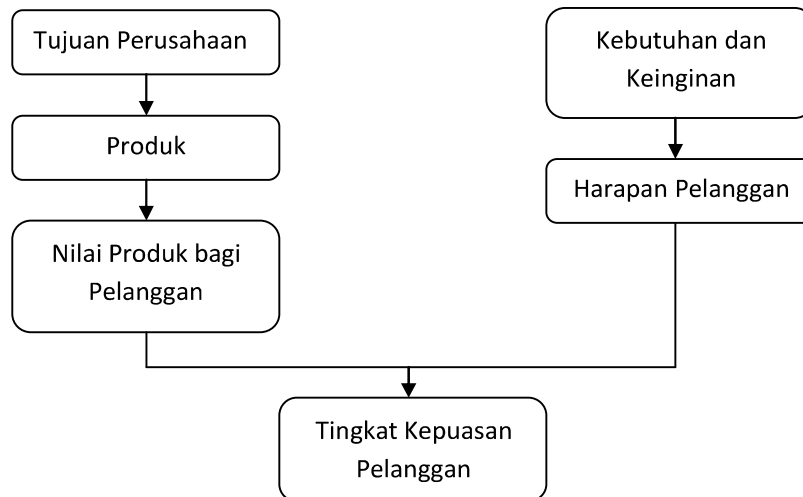 Tujuan Perusahaan
Produk
Nilai Produk bagi
Pelanggan
Kebutuhan dan
Keinginan
Harapan Pelanggan
Tingkat Kepuasan
Pelanggan